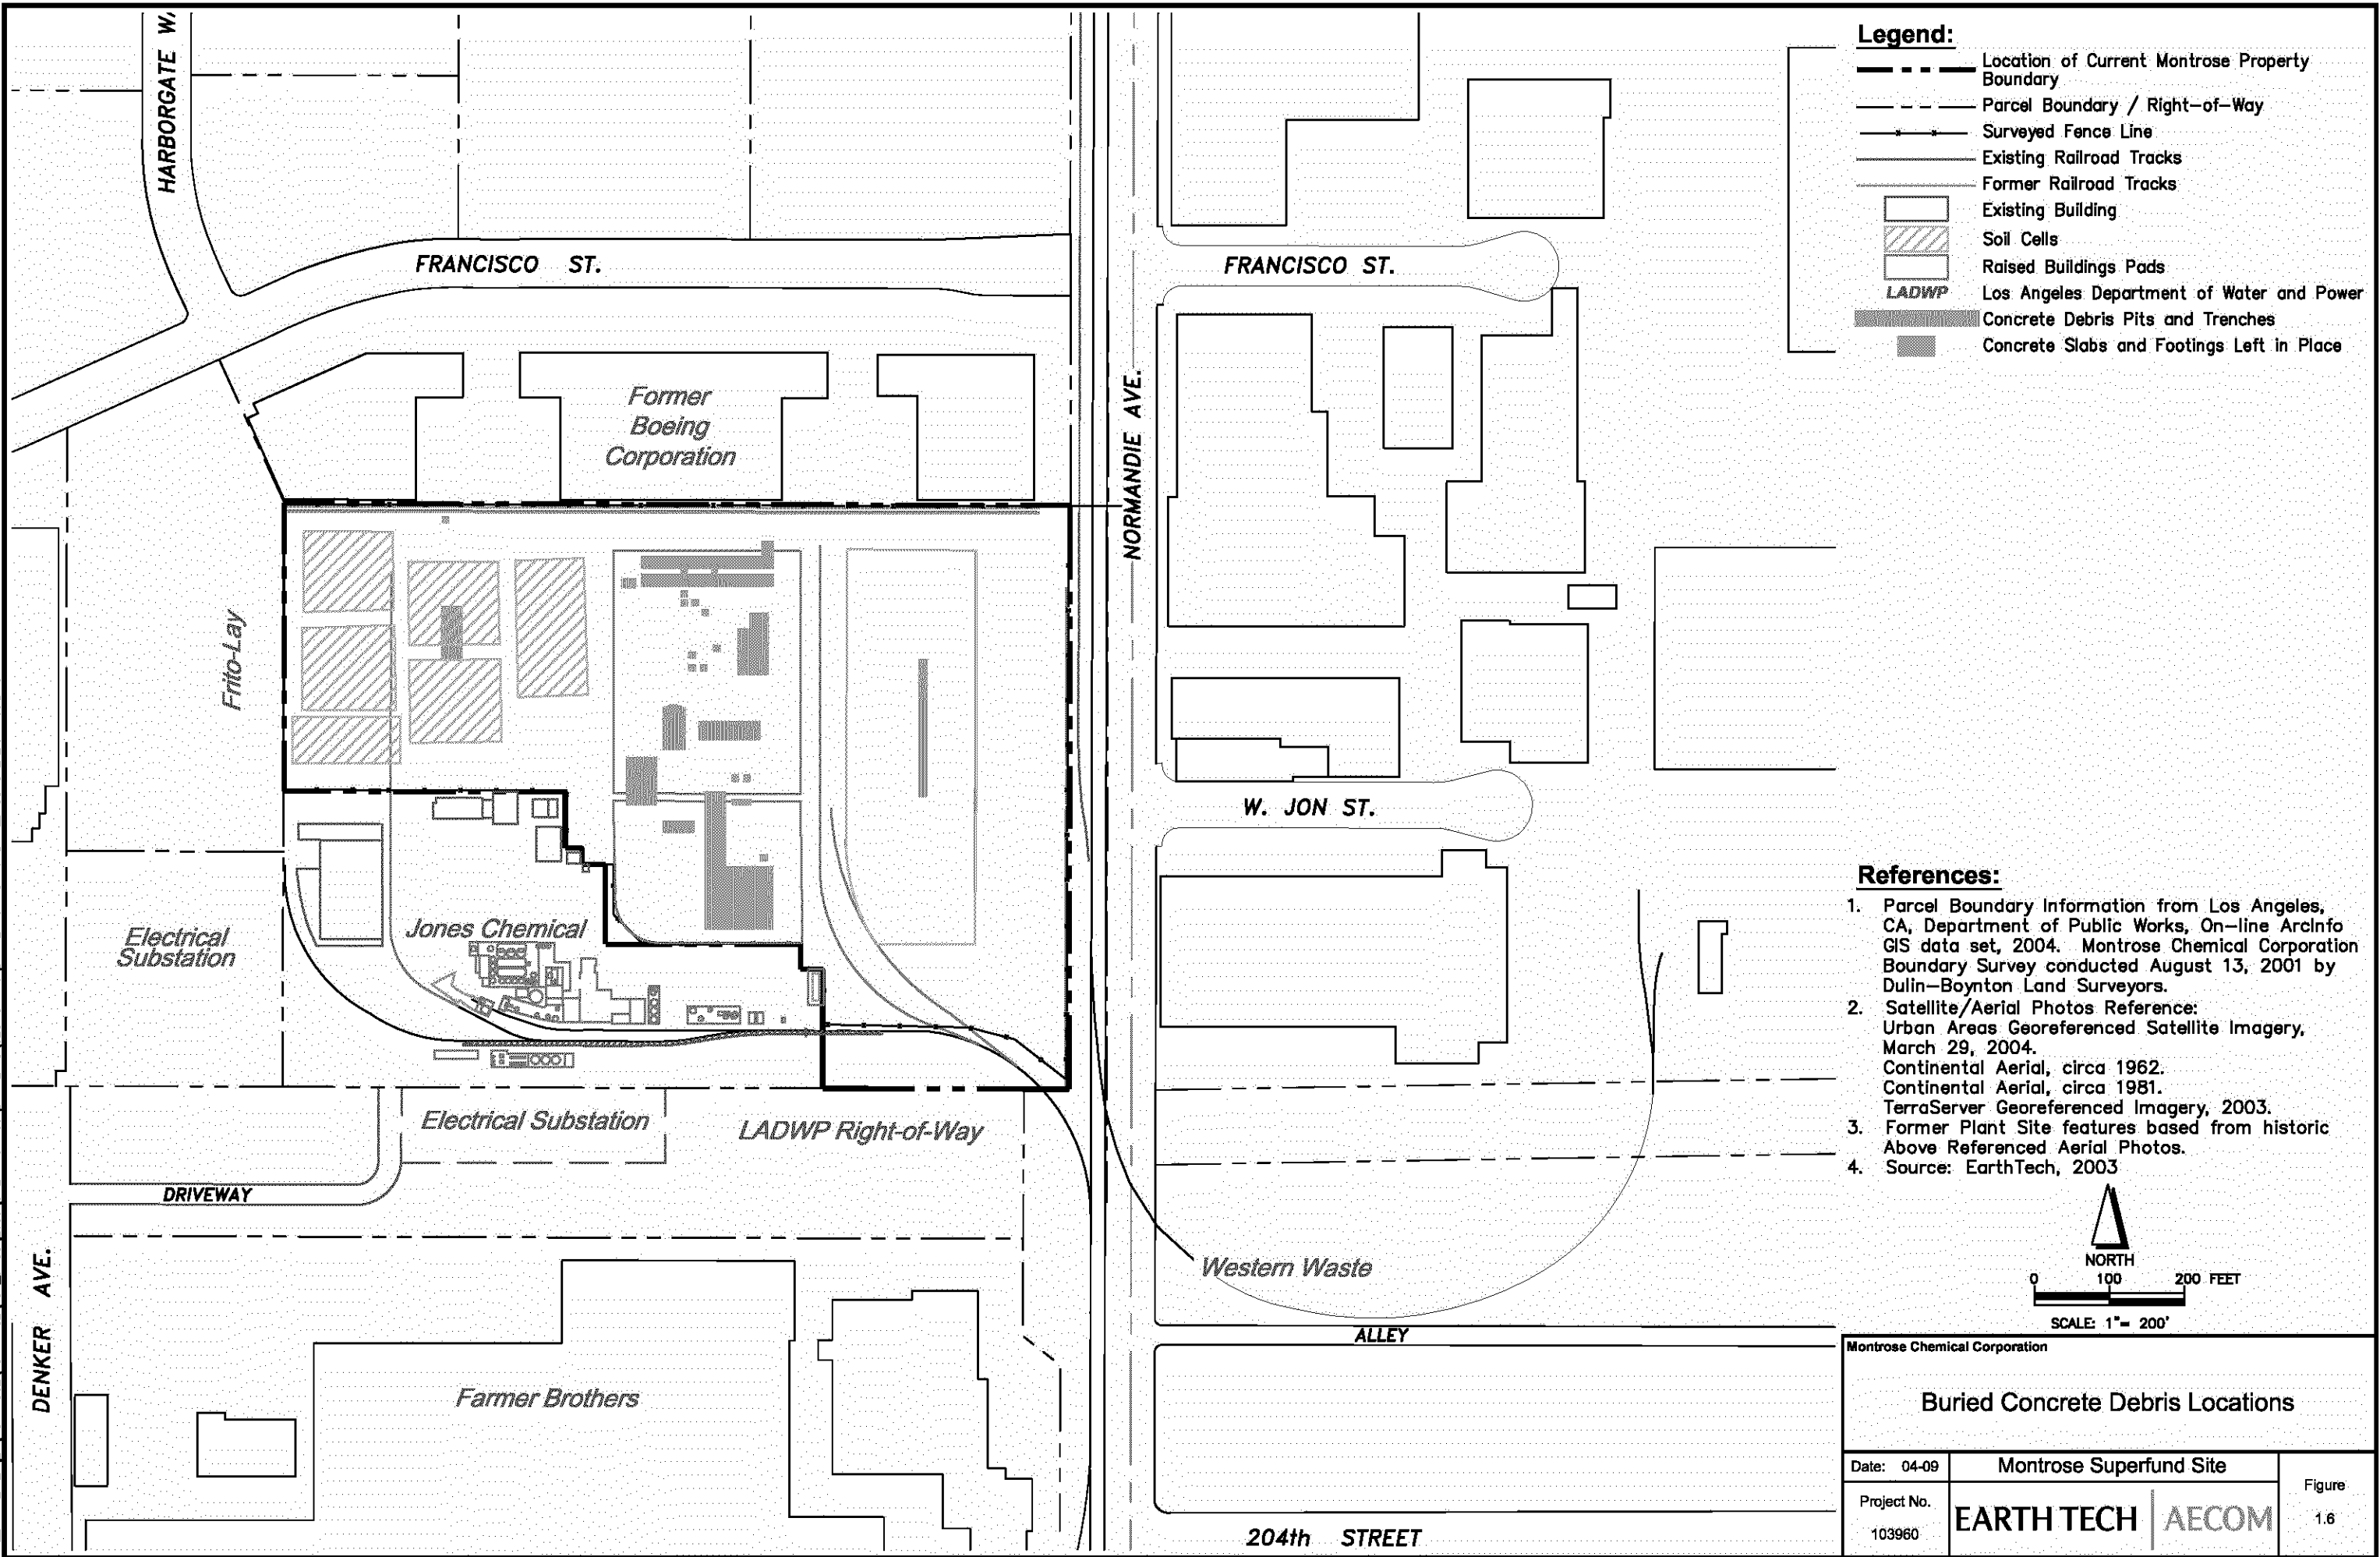 HARBORGATE W
FRANCISCO ST.
FRANCISCO ST.
Former
Boeing
Corporation
NORMANDIE AVE.
Frito-Lay
W. JON ST.
Jones Chemical
Electrical
Substation
Electrical Substation
LADWP Right-of-Way
DRIVEWAY
DENKER AVE.
Western Waste
ALLEY
Farmer Brothers
204th STREET
Legend:
Location of Current Montrose Property
Boundary
Parcel Boundary / Right-of-Way
Surveyed Fence Line
Existing Railroad Tracks
Former Railroad Tracks
Existing Building
Soil Cells
Raised Buildings Pads
LADWP Los Angeles Department of Water and Power
Concrete Debris Pits and Trenches
Concrete Slabs and Footings Left in Place
References:
1. Parcel Boundary Information from Los Angeles,
CA, Department of Public Works, On-line ArcInfo
GIS data set, 2004. Montrose Chemical Corporation
Boundary Survey conducted August 13, 2001 by
Dulin-Boynton Land Surveyors.
2. Satellite/Aerial Photos Reference:
Urban Areas Georeferenced Satellite Imagery,
March 29, 2004.
Continental Aerial, circa 1962.
Continental Aerial, circa 1981.
TerraServer Georeferenced Imagery, 2003.
3. Former Plant Site features based from historic
Above Referenced Aerial Photos.
4. Source: EarthTech, 2003
NORTH
0 100 200 FEET
SCALE: 1"= 200'
Montrose Chemical Corporation
Buried Concrete Debris Locations
Date: 04-09
Montrose Superfund Site
Project No.
103960
EARTH TECH | AECOM
Figure
1.6